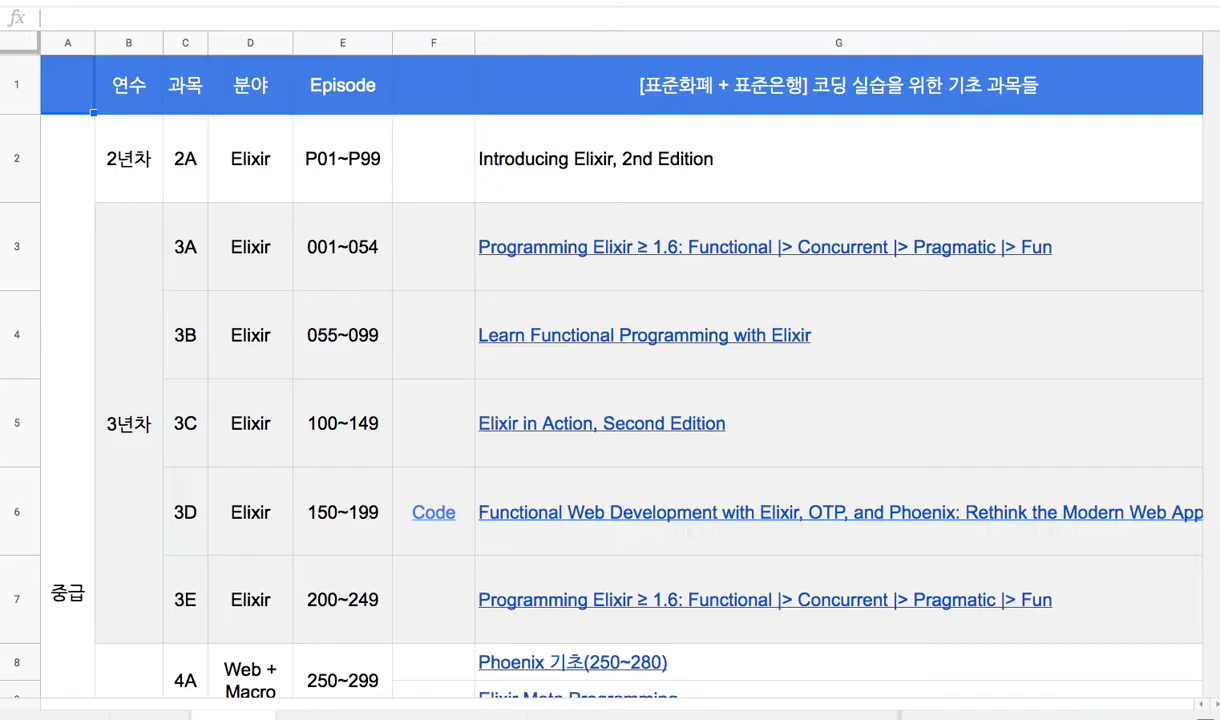 fx
A B C D E F G
1 연수 과목 분야 Episode [표준화폐 + 표준은행] 코딩 실습을 위한 기초 과목들
2 2년차 2A Elixir P01~P99 Introducing Elixir, 2nd Edition
3 3A Elixir 001~054 Programming Elixir ≥ 1.6: Functional |> Concurrent |> Pragmatic |> Fun
4 3B Elixir 055~099 Learn Functional Programming with Elixir
5 3년차 3C Elixir 100~149 Elixir in Action, Second Edition
6 3D Elixir 150~199 Code Functional Web Development with Elixir, OTP, and Phoenix: Rethink the Modern Web App
중급
7 3E Elixir 200~249 Programming Elixir ≥ 1.6: Functional |> Concurrent |> Pragmatic |> Fun
8 Phoenix 기초(250~280)
4A Web + Macro 250~299
Elixir Meta Programming